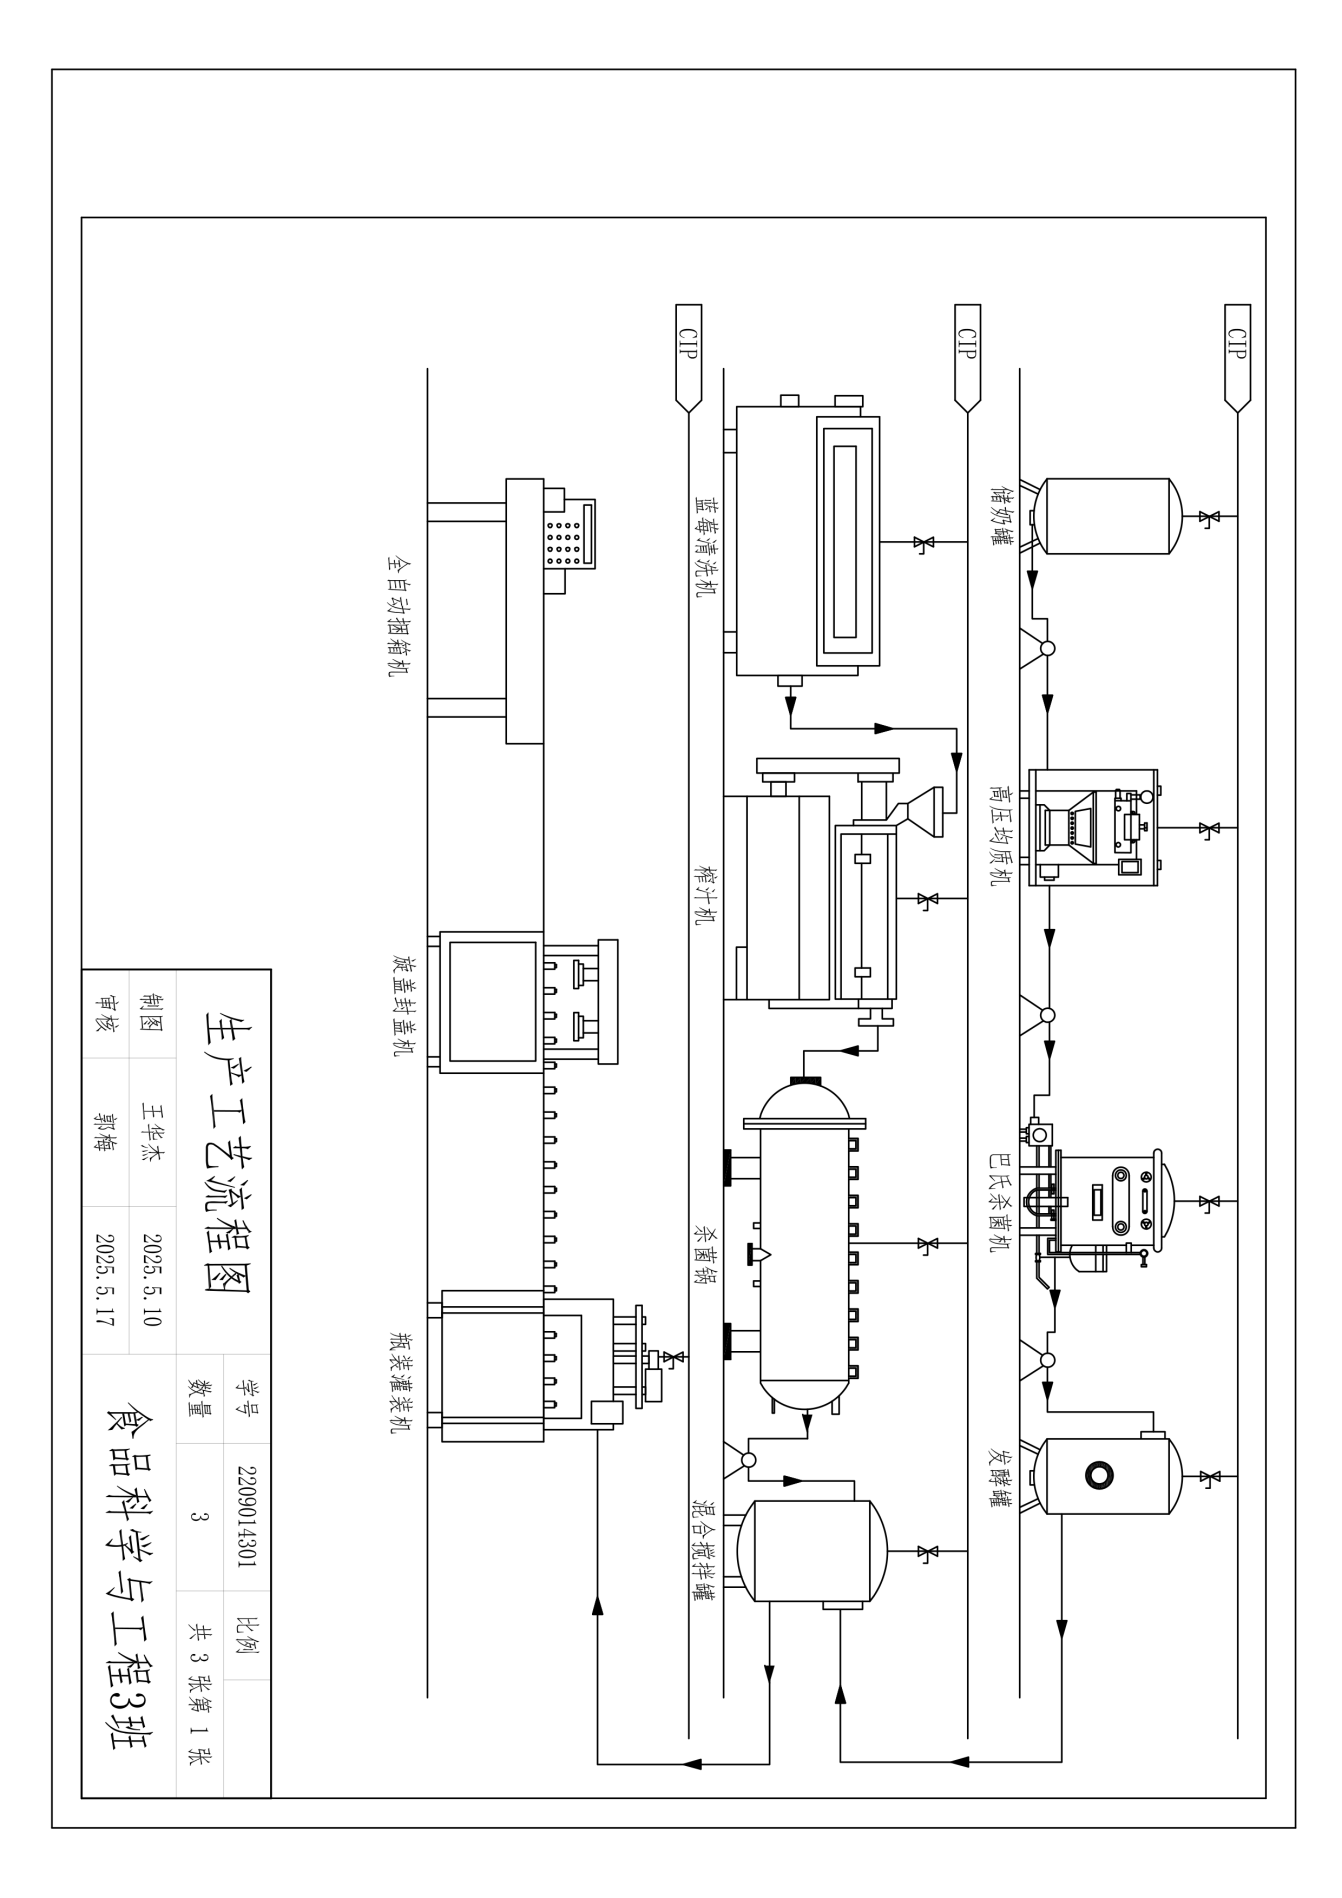 CIP
储奶罐
高压均质机
巴氏杀菌机
发酵罐
CIP
蓝莓清洗机
榨汁机
杀菌锅
混合搅拌罐
CIP
全自动捆箱机
旋盖封盖机
瓶装灌装机
生产工艺流程图
学号 2209014301 比例
数量 3 共 3 张第 1 张
制图 王华杰 2025.5.10
审核 郭梅 2025.5.17
食品科学与工程3班